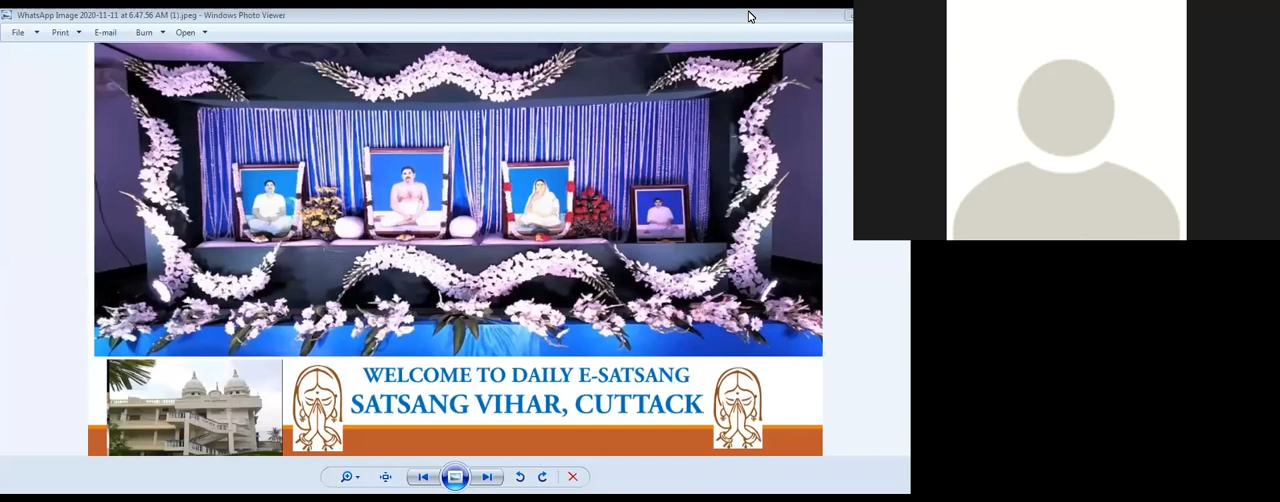 WhatsApp Image 2020-11-11 at 6.47.56 AM (1).jpeg - Windows Photo Viewer
File Print E-mail Burn Open
WELCOME TO DAILY E-SATSANG
SATSANG VIHAR, CUTTACK